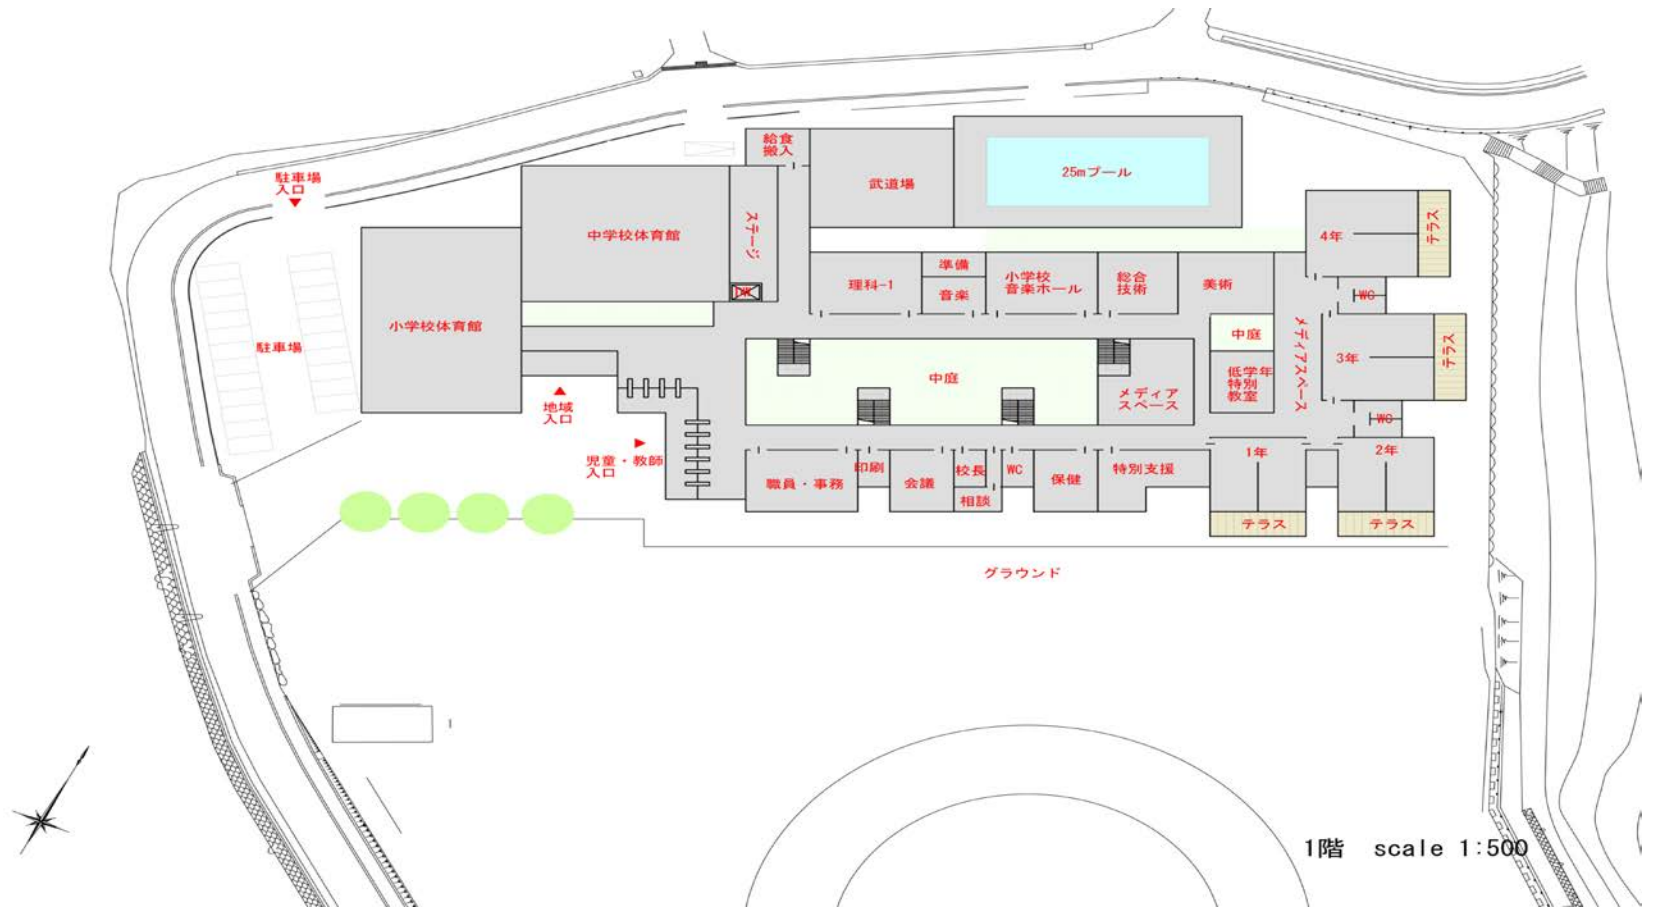 給食
搬入
駐車場
入口
武道場
25mプール
中学校体育館
ステージ
4年
テラス
準備
理科-1
音楽
小学校
音楽ホール
総合
技術
美術
DW
WC
小学校体育館
中庭
メディアスペース
3年
テラス
駐車場
中庭
低学年
特別
教室
メディア
スペース
地域
入口
WC
児童・教師
入口
1年
2年
職員・事務
印刷
会議
校長
相談
WC
保健
特別支援
テラス
テラス
グラウンド
1階 scale 1:500